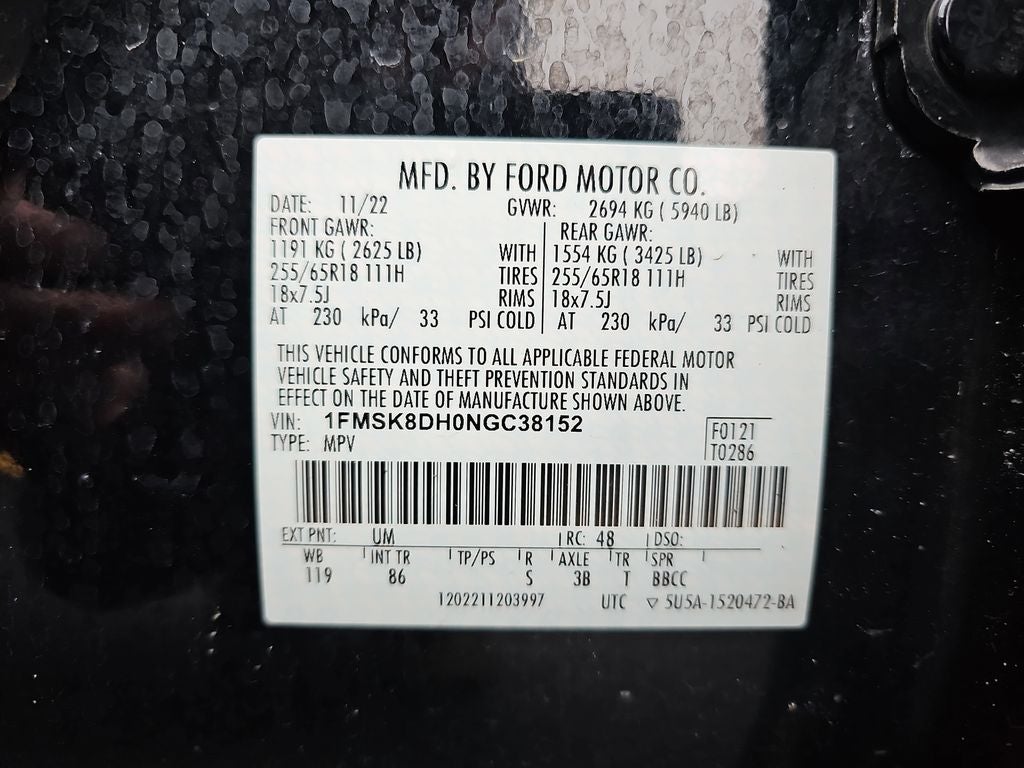 MFD. BY FORD MOTOR CO.
DATE: 11/22 GVWR: 2694 KG ( 5940 LB)
FRONT GAWR: REAR GAWR:
1191 KG ( 2625 LB) WITH 1554 KG ( 3425 LB) WITH
255/65R18 111H TIRES 255/65R18 111H TIRES
18x7.5J RIMS 18x7.5J RIMS
AT 230 kPa/ 33 PSI COLD AT 230 kPa/ 33 PSI COLD
THIS VEHICLE CONFORMS TO ALL APPLICABLE FEDERAL MOTOR
VEHICLE SAFETY AND THEFT PREVENTION STANDARDS IN
EFFECT ON THE DATE OF MANUFACTURE SHOWN ABOVE.
VIN: 1FMSK8DH0NGC38152
F0121
TYPE: MPV
T0286
EXT PNT: UM RC: 48 DSO:
WB INT TR TP/PS R AXLE TR SPR
119 86 S 3B T BBCC
1202211203997 UTC ▽ 5U5A-1520472-BA